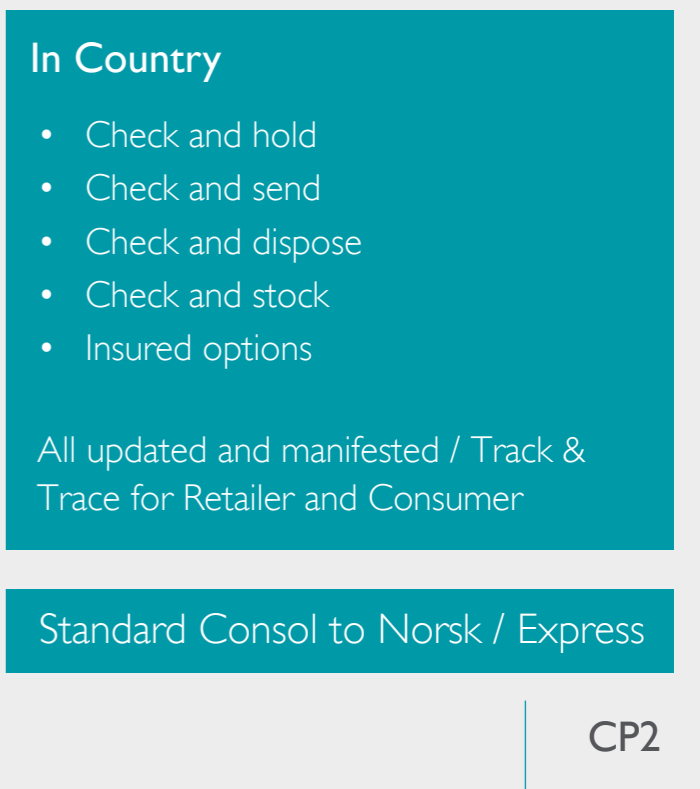 In Country
• Check and hold
• Check and send
• Check and dispose
• Check and stock
• Insured options
All updated and manifested / Track &
Trace for Retailer and Consumer
Standard Consol to Norsk / Express
CP2